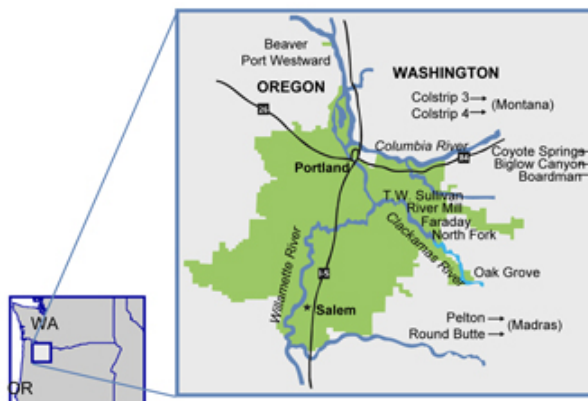 Beaver
Port Westward
OREGON
WASHINGTON
Colstrip 3
Colstrip 4
(Montana)
26
Columbia River
84
Portland
Coyote Springs
Biglow Canyon
Boardman
T.W. Sullivan
River Mill
Faraday
North Fork
Clackamas River
Willamette River
I-5
Oak Grove
Salem
Pelton
Round Butte
(Madras)
WA
OR